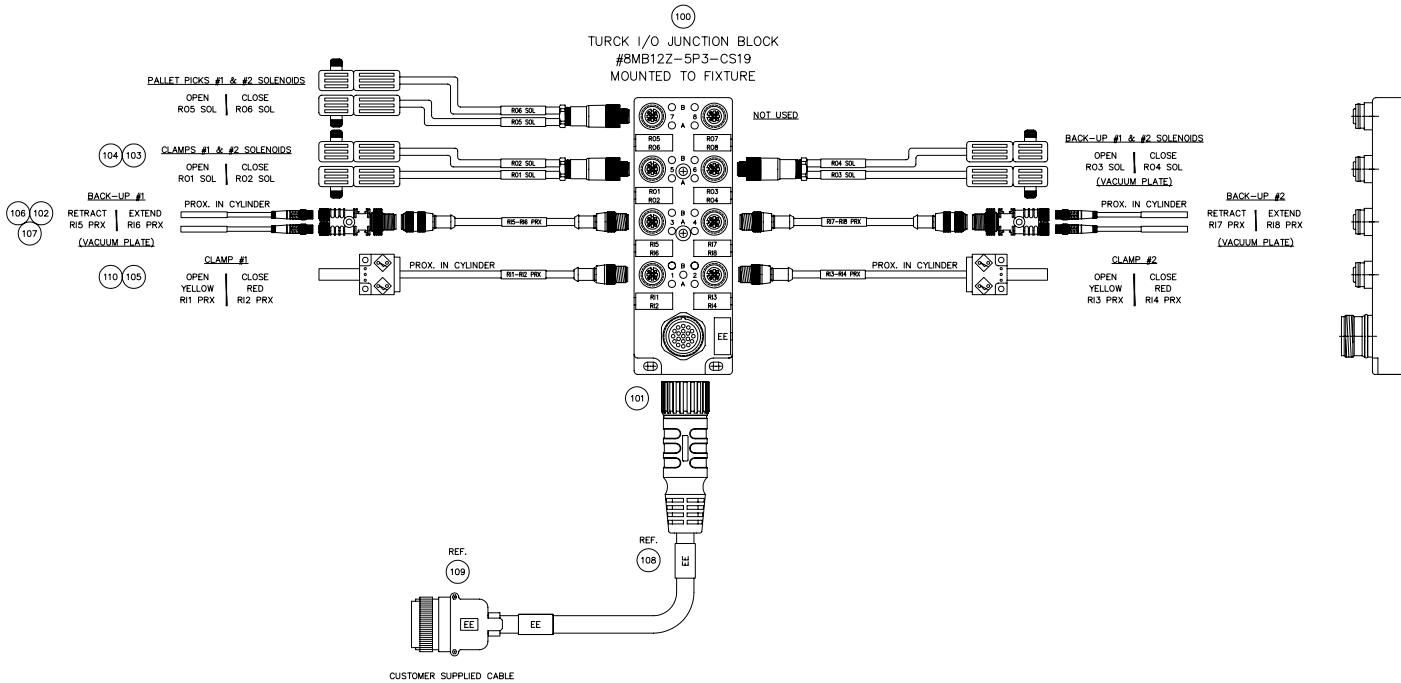 100
TURCK I/O JUNCTION BLOCK
#8MB12Z-5P3-CS19
MOUNTED TO FIXTURE
PALLET PICKS #1 & #2 SOLENOIDS
OPEN CLOSE
RO5 SOL RO6 SOL
RO6 SOL
RO5 SOL
104 103
CLAMPS #1 & #2 SOLENOIDS
OPEN CLOSE
RO1 SOL RO2 SOL
RO2 SOL
RO1 SOL
106 102
107
BACK-UP #1
RETRACT EXTEND
RI5 PRX RI6 PRX
(VACUUM PLATE)
PROX. IN CYLINDER
RI5-RI6 PRX
110 105
CLAMP #1
OPEN CLOSE
YELLOW RED
RI1 PRX RI2 PRX
PROX. IN CYLINDER
RI1-RI2 PRX
B
7 8
A
RO5 RO7
RO6 RO8
B
5 6
A
RO1 RO3
RO2 RO4
B
3 A 4
RI5 RI7
RI6 RI8
B
1 2
A
RI1 RI3
RI2 RI4
EE
NOT USED
BACK-UP #1 & #2 SOLENOIDS
OPEN CLOSE
RO3 SOL RO4 SOL
(VACUUM PLATE)
RO4 SOL
RO3 SOL
BACK-UP #2
PROX. IN CYLINDER
RETRACT EXTEND
RI7 PRX RI8 PRX
(VACUUM PLATE)
RI7-RI8 PRX
CLAMP #2
OPEN CLOSE
YELLOW RED
RI3 PRX RI4 PRX
PROX. IN CYLINDER
RI3-RI4 PRX
101
REF.
108
EE
REF.
109
EE
EE
CUSTOMER SUPPLIED CABLE